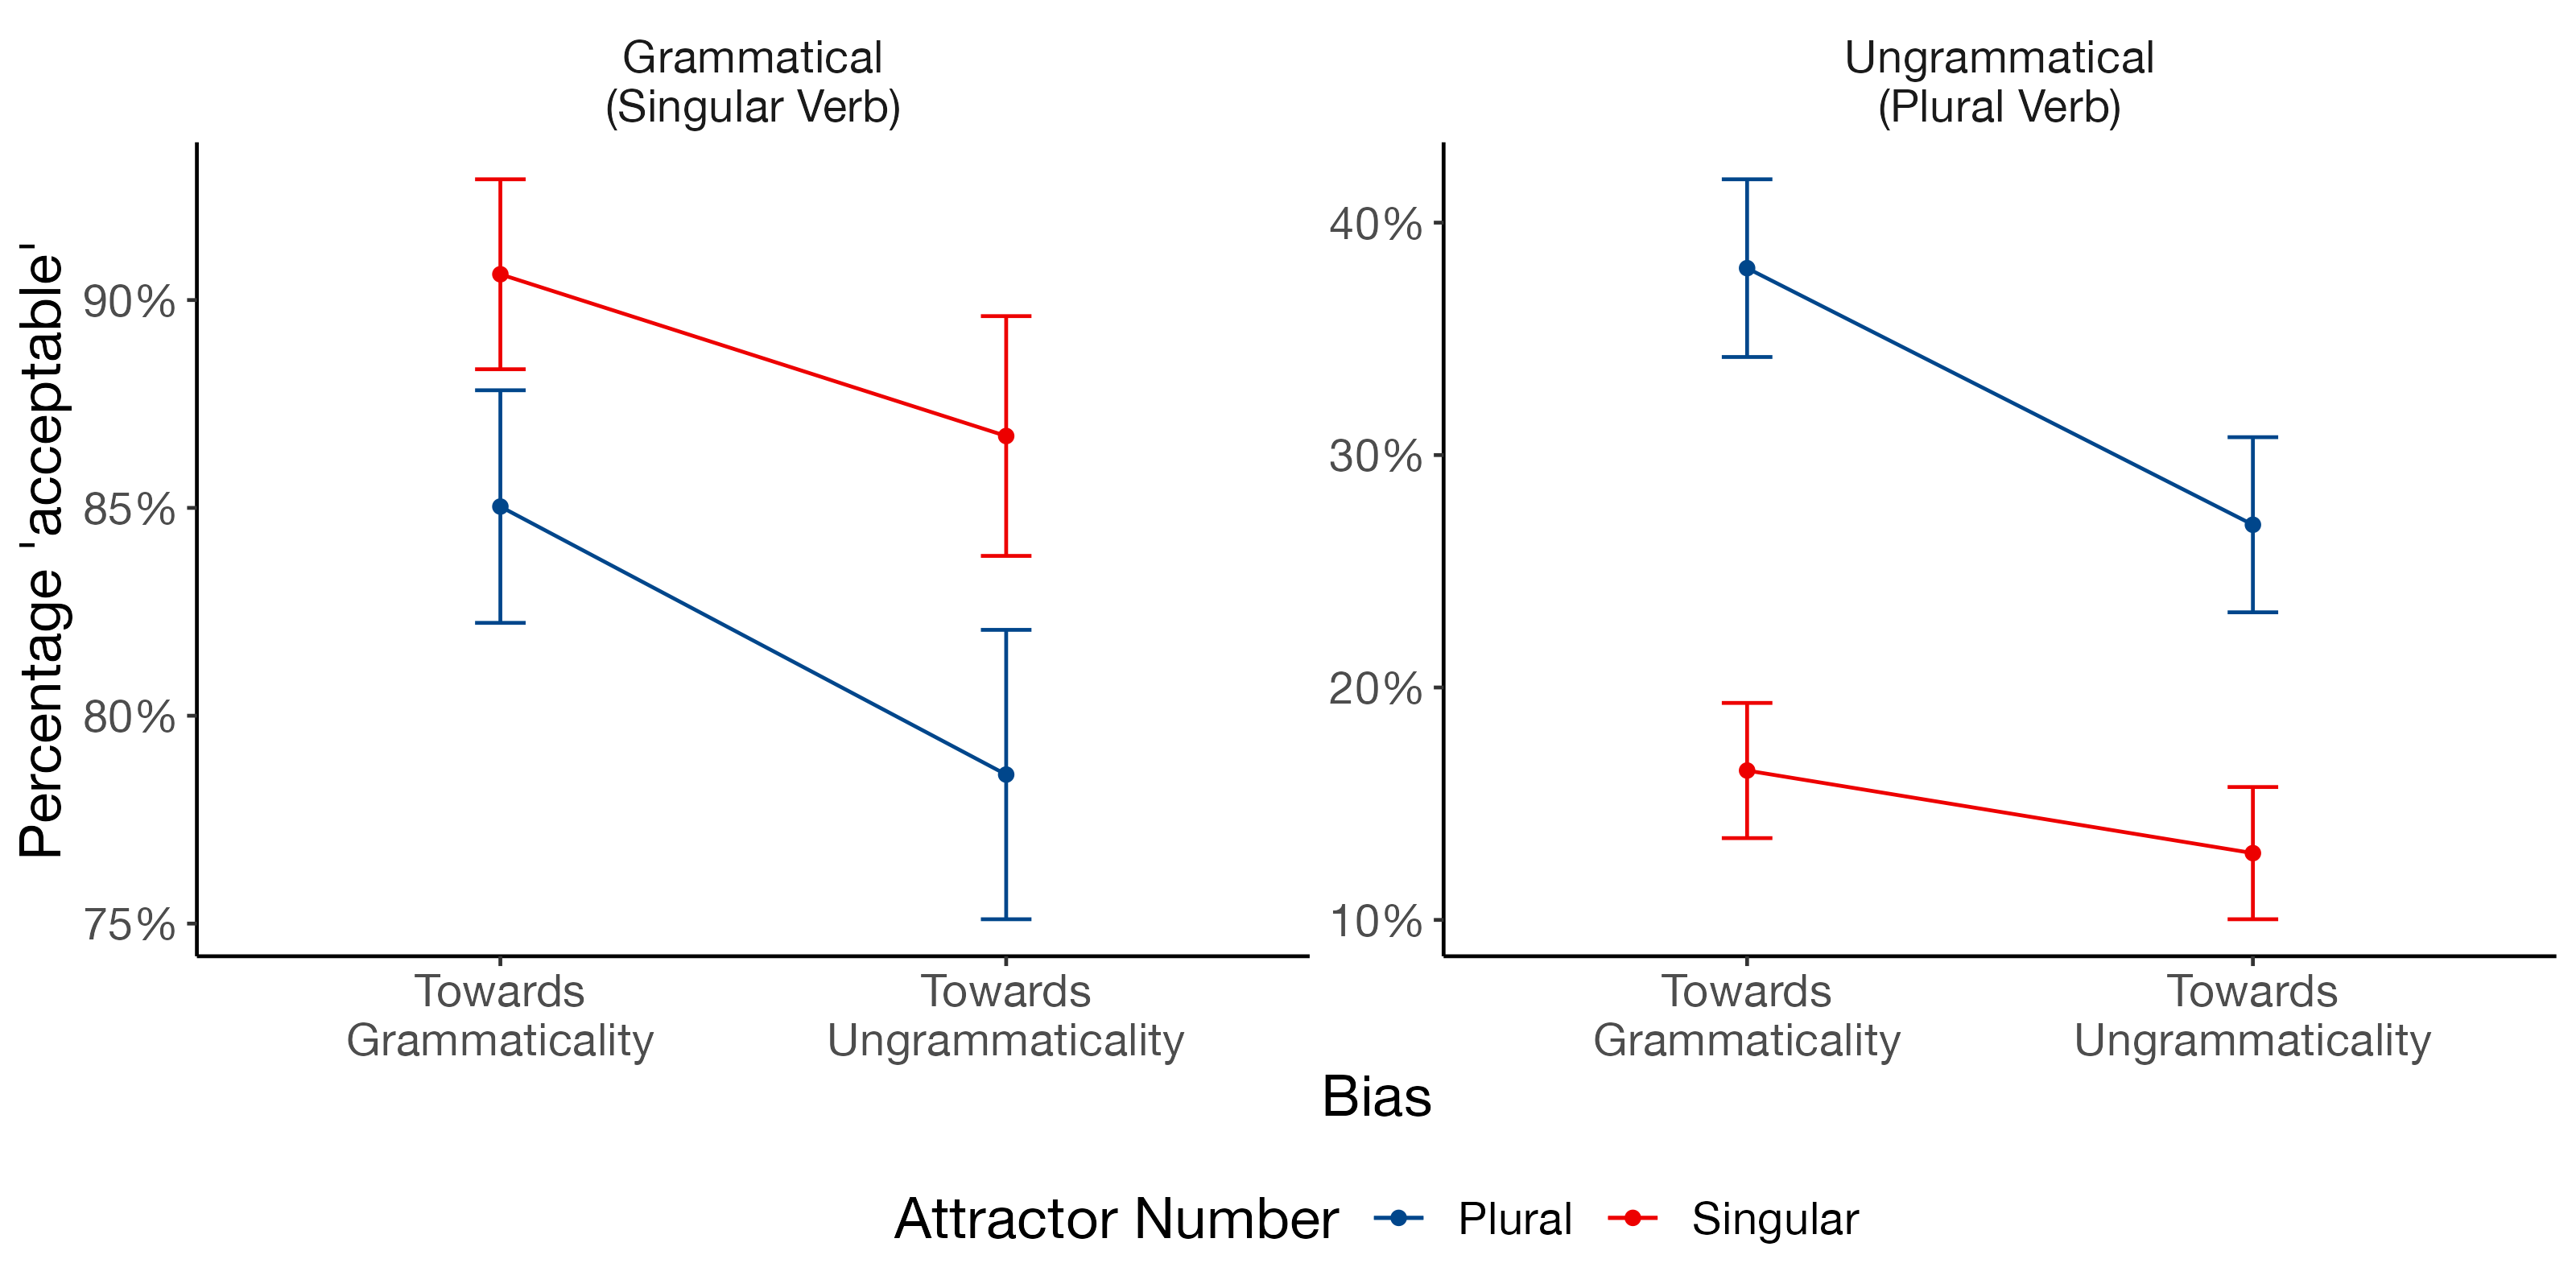 Grammatical
(Singular Verb)
Ungrammatical
(Plural Verb)
Percentage 'acceptable'
90%
85%
80%
75%
40%
30%
20%
10%
Towards
Grammaticality
Towards
Ungrammaticality
Towards
Grammaticality
Towards
Ungrammaticality
Bias
Attractor Number Plural Singular